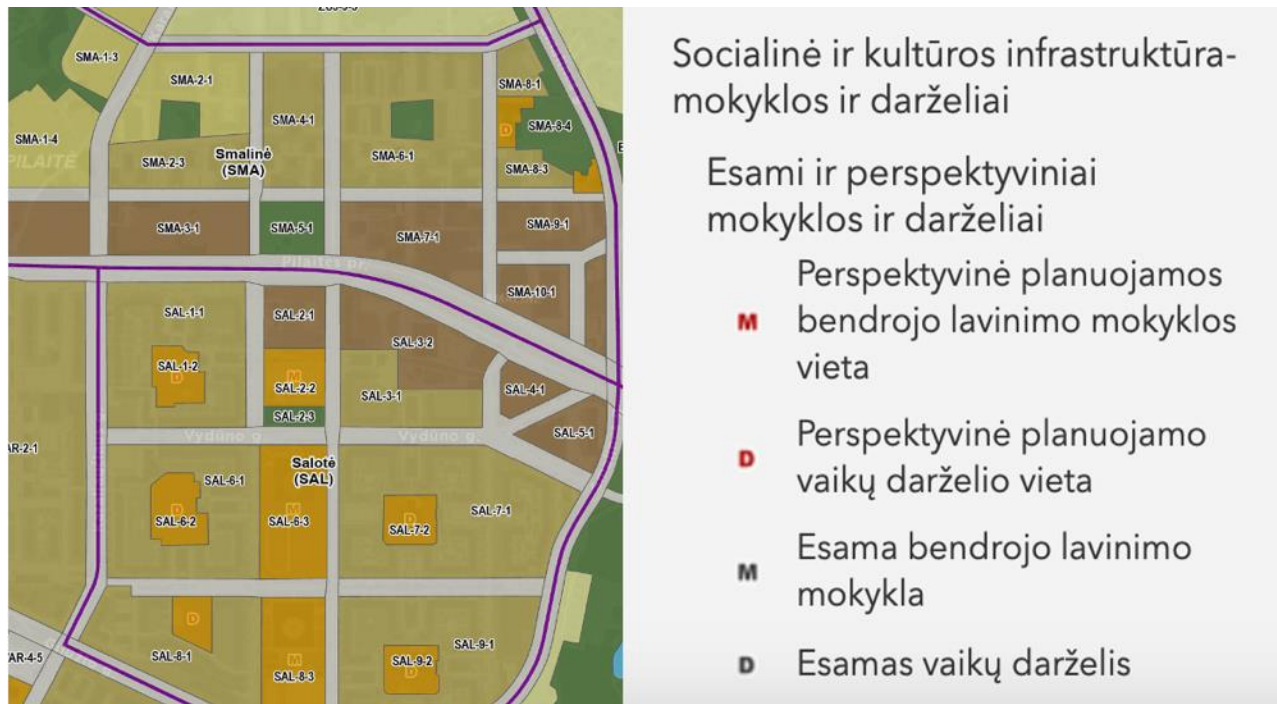 SMA-1-3
SMA-2-1
SMA-8-1
SMA-4-1
SMA-8-4
SMA-1-4
PILAITĖ
SMA-2-3
Smalinė
(SMA)
SMA-6-1
SMA-8-3
D
SMA-3-1
SMA-5-1
SMA-7-1
SMA-9-1
Pilaitės pr.
SMA-10-1
SAL-1-1
SAL-2-1
SAL-3-2
SAL-1-2
D
M
SAL-2-2
SAL-3-1
SAL-4-1
SAL-2-3
Vydūno g.
Vydūno g.
SAL-5-1
AR-2-1
Salotė
(SAL)
SAL-6-1
D
SAL-6-2
M
SAL-6-3
D
SAL-7-2
SAL-7-1
D
SAL-8-1
M
SAL-8-3
SAL-9-1
SAL-9-2
D
AR-4-5
Socialinė ir kultūros infrastruktūra-
mokyklos ir darželiai
Esami ir perspektyviniai
mokyklos ir darželiai
Perspektyvinė planuojamos
M bendrojo lavinimo mokyklos
vieta
Perspektyvinė planuojamo
D vaikų darželio vieta
Esama bendrojo lavinimo
M mokykla
D Esamas vaikų darželis